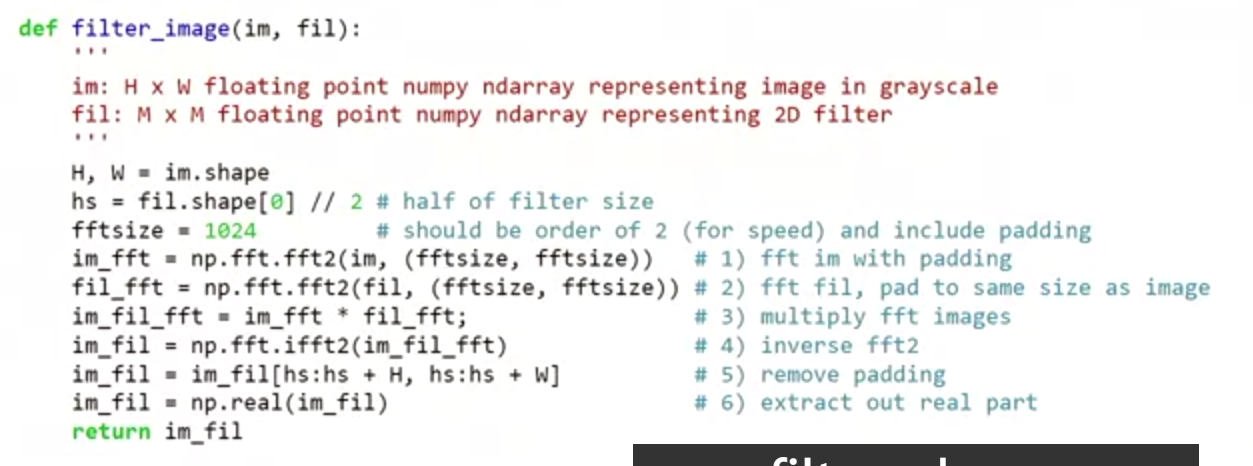 def filter_image(im, fil):
'''
im: H x W floating point numpy ndarray representing image in grayscale
fil: M x M floating point numpy ndarray representing 2D filter
'''
H, W = im.shape
hs = fil.shape[0] // 2 # half of filter size
fftsize = 1024 # should be order of 2 (for speed) and include padding
im_fft = np.fft.fft2(im, (fftsize, fftsize)) # 1) fft im with padding
fil_fft = np.fft.fft2(fil, (fftsize, fftsize)) # 2) fft fil, pad to same size as image
im_fil_fft = im_fft * fil_fft; # 3) multiply fft images
im_fil = np.fft.ifft2(im_fil_fft) # 4) inverse fft2
im_fil = im_fil[hs:hs + H, hs:hs + W] # 5) remove padding
im_fil = np.real(im_fil) # 6) extract out real part
return im_fil